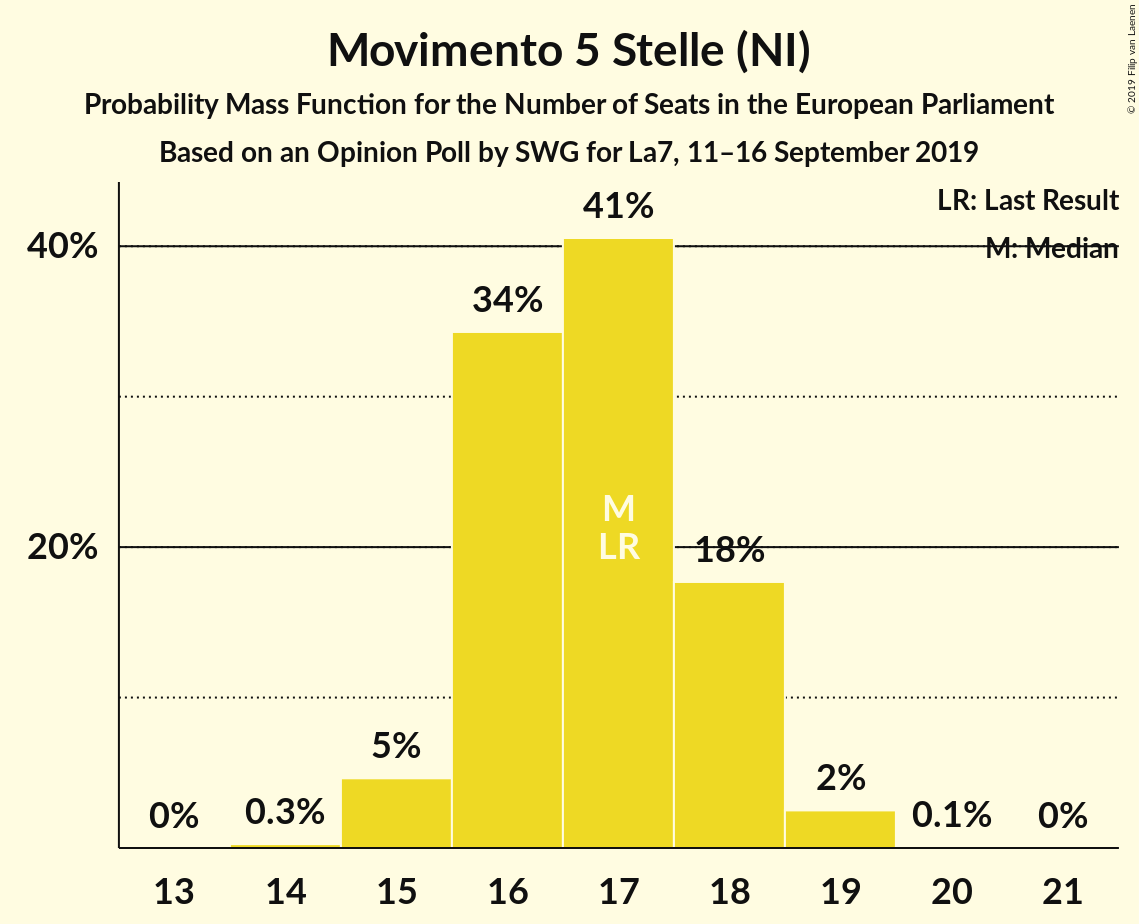 Movimento 5 Stelle (NI)
Probability Mass Function for the Number of Seats in the European Parliament
Based on an Opinion Poll by SWG for La7, 11–16 September 2019
© 2019 Filip van Laenen
LR: Last Result
M: Median
40%
20%
0%
0.3%
5%
34%
41%
18%
2%
0.1%
0%
M
LR
13 14 15 16 17 18 19 20 21